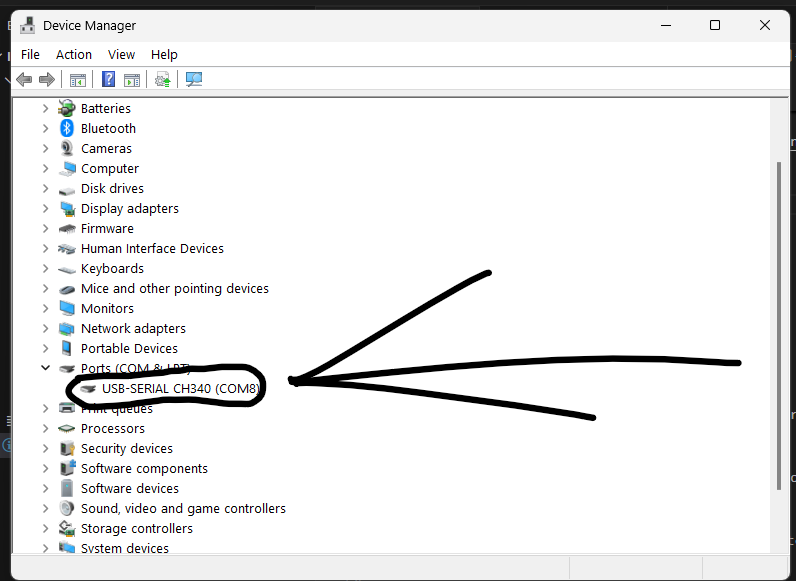 Device Manager
File Action View Help
Batteries
Bluetooth
Cameras
Computer
Disk drives
Display adapters
Firmware
Human Interface Devices
Keyboards
Mice and other pointing devices
Monitors
Network adapters
Portable Devices
Ports (COM & LPT)
USB-SERIAL CH340 (COM8)
Print queues
Processors
Security devices
Software components
Software devices
Sound, video and game controllers
Storage controllers
System devices